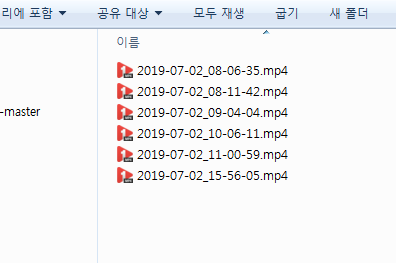 리에 포함 ▼ 공유 대상 ▼ 모두 재생 굽기 새 폴더
이름
2019-07-02_08-06-35.mp4
2019-07-02_08-11-42.mp4
-master 2019-07-02_09-04-04.mp4
2019-07-02_10-06-11.mp4
2019-07-02_11-00-59.mp4
2019-07-02_15-56-05.mp4